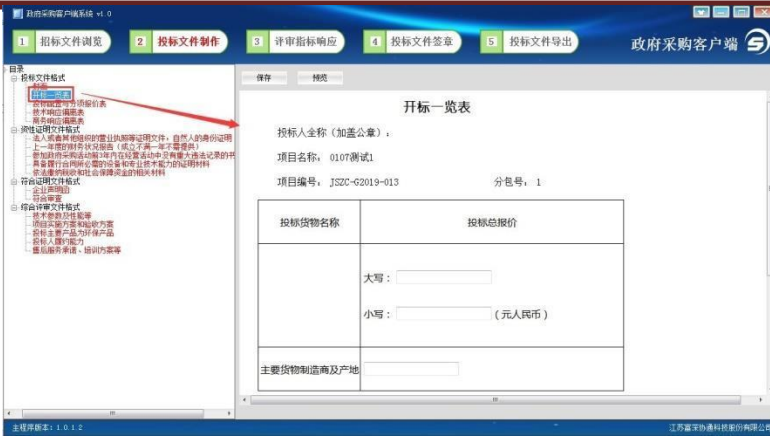 政府采购客户端系统 v1.0
1 招标文件浏览
2 投标文件制作
3 评审指标响应
4 投标文件签章
5 投标文件导出
政府采购客户端
目录
投标文件格式
封面
开标一览表
投标配置与分项报价表
技术响应偏离表
商务响应偏离表
资性证明文件格式
法人或者其他组织的营业执照等证明文件，自然人的身份证明
上一年度的财务状况报告（成立不满一年不需提供）
参加政府采购活动前3年内在经营活动中没有重大违法记录的书
具备履行合同所必需的设备和专业技术能力的证明材料
依法缴纳税收和社会保障资金的相关材料
符合证明文件格式
企业声明函
符合审查
综合评审文件格式
技术参数及性能等
项目实施方案和验收方案
投标主要产品为环保产品
投标人履约能力
售后服务承诺、培训方案等
保存
预览
开标一览表
投标人全称（加盖公章）：
项目名称： 0107测试1
项目编号： JSZC-G2019-013
分包号： 1
投标货物名称
投标总报价
大写：
小写：
（元人民币）
主要货物制造商及产地
主程序版本：1.0.1.2
江苏富深协通科技股份有限公司